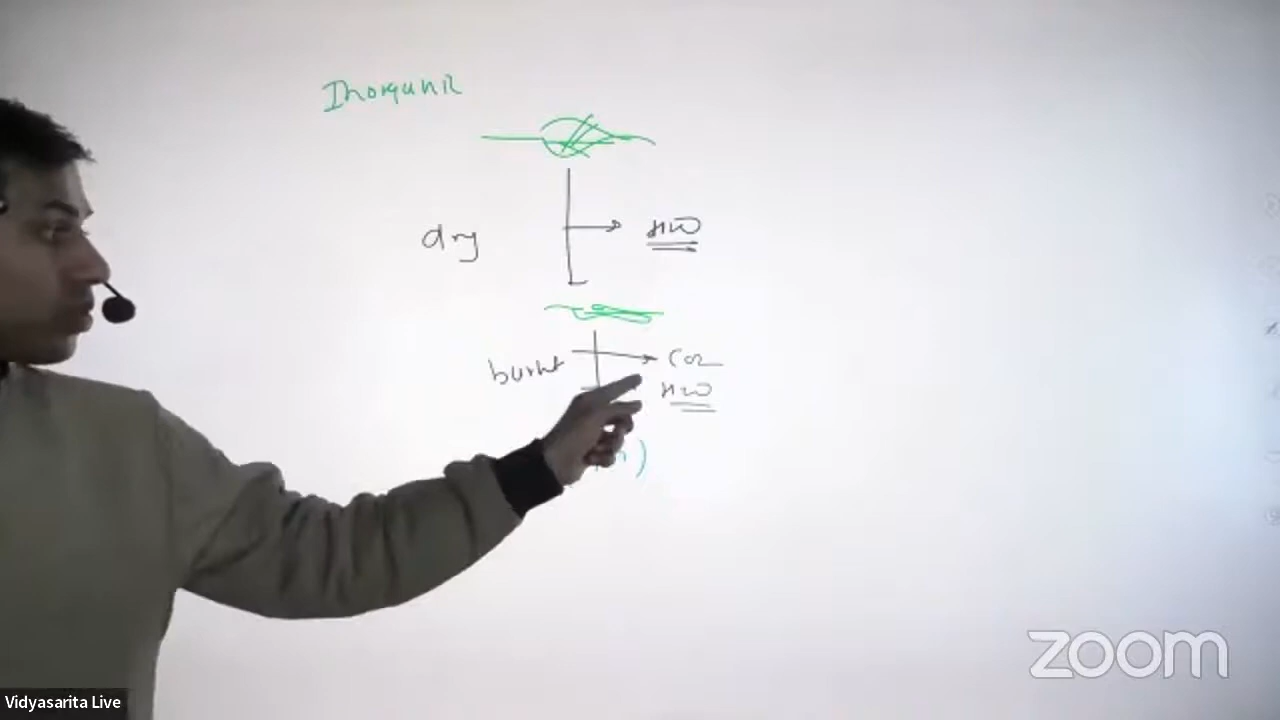 Inorganic
dry H2O
burnt CO2
H2O
)
zoom
Vidyasarita Live